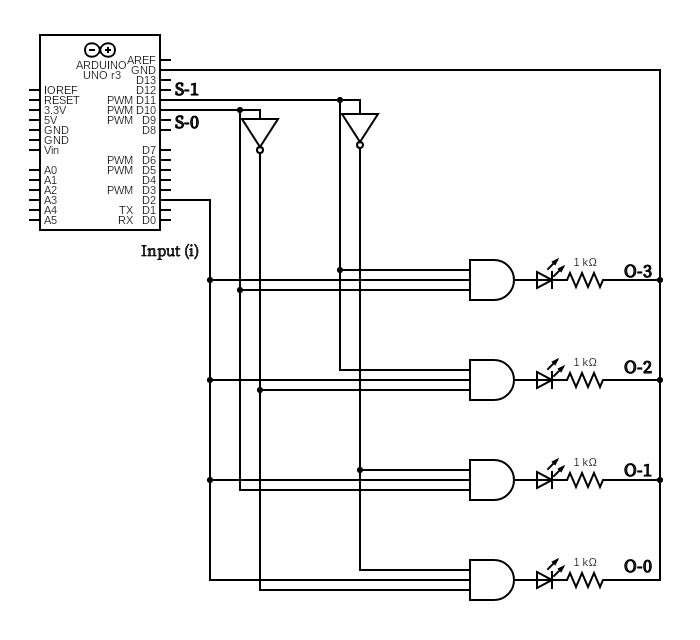 ARDUINO
UNO r3
AREF
GND
D13
D12
PWM D11
PWM D10
PWM D9
D8
D7
PWM D6
PWM D5
D4
PWM D3
D2
TX D1
RX D0
IOREF
RESET
3.3V
5V
GND
GND
Vin
A0
A1
A2
A3
A4
A5
S-1
S-0
Input (i)
1 kΩ
O-3
1 kΩ
O-2
1 kΩ
O-1
1 kΩ
O-0